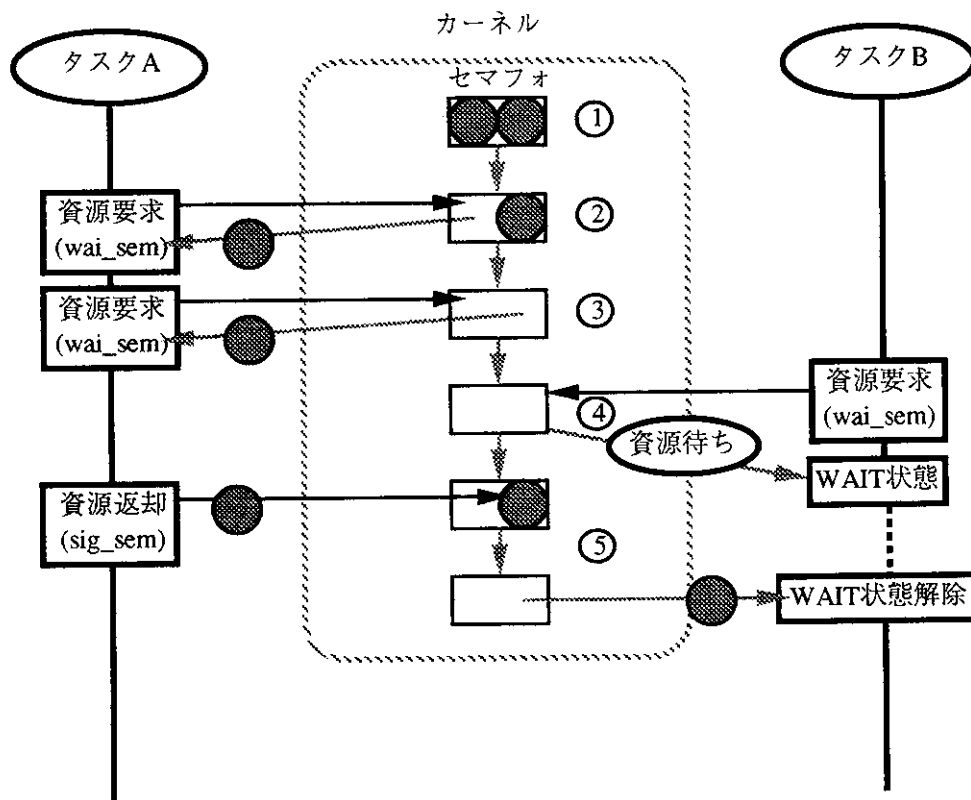 カーネル
タスクA
タスクB
セマフォ
①
資源要求
(wai_sem)
②
資源要求
(wai_sem)
③
資源要求
(wai_sem)
④
資源待ち
WAIT状態
資源返却
(sig_sem)
⑤
WAIT状態解除